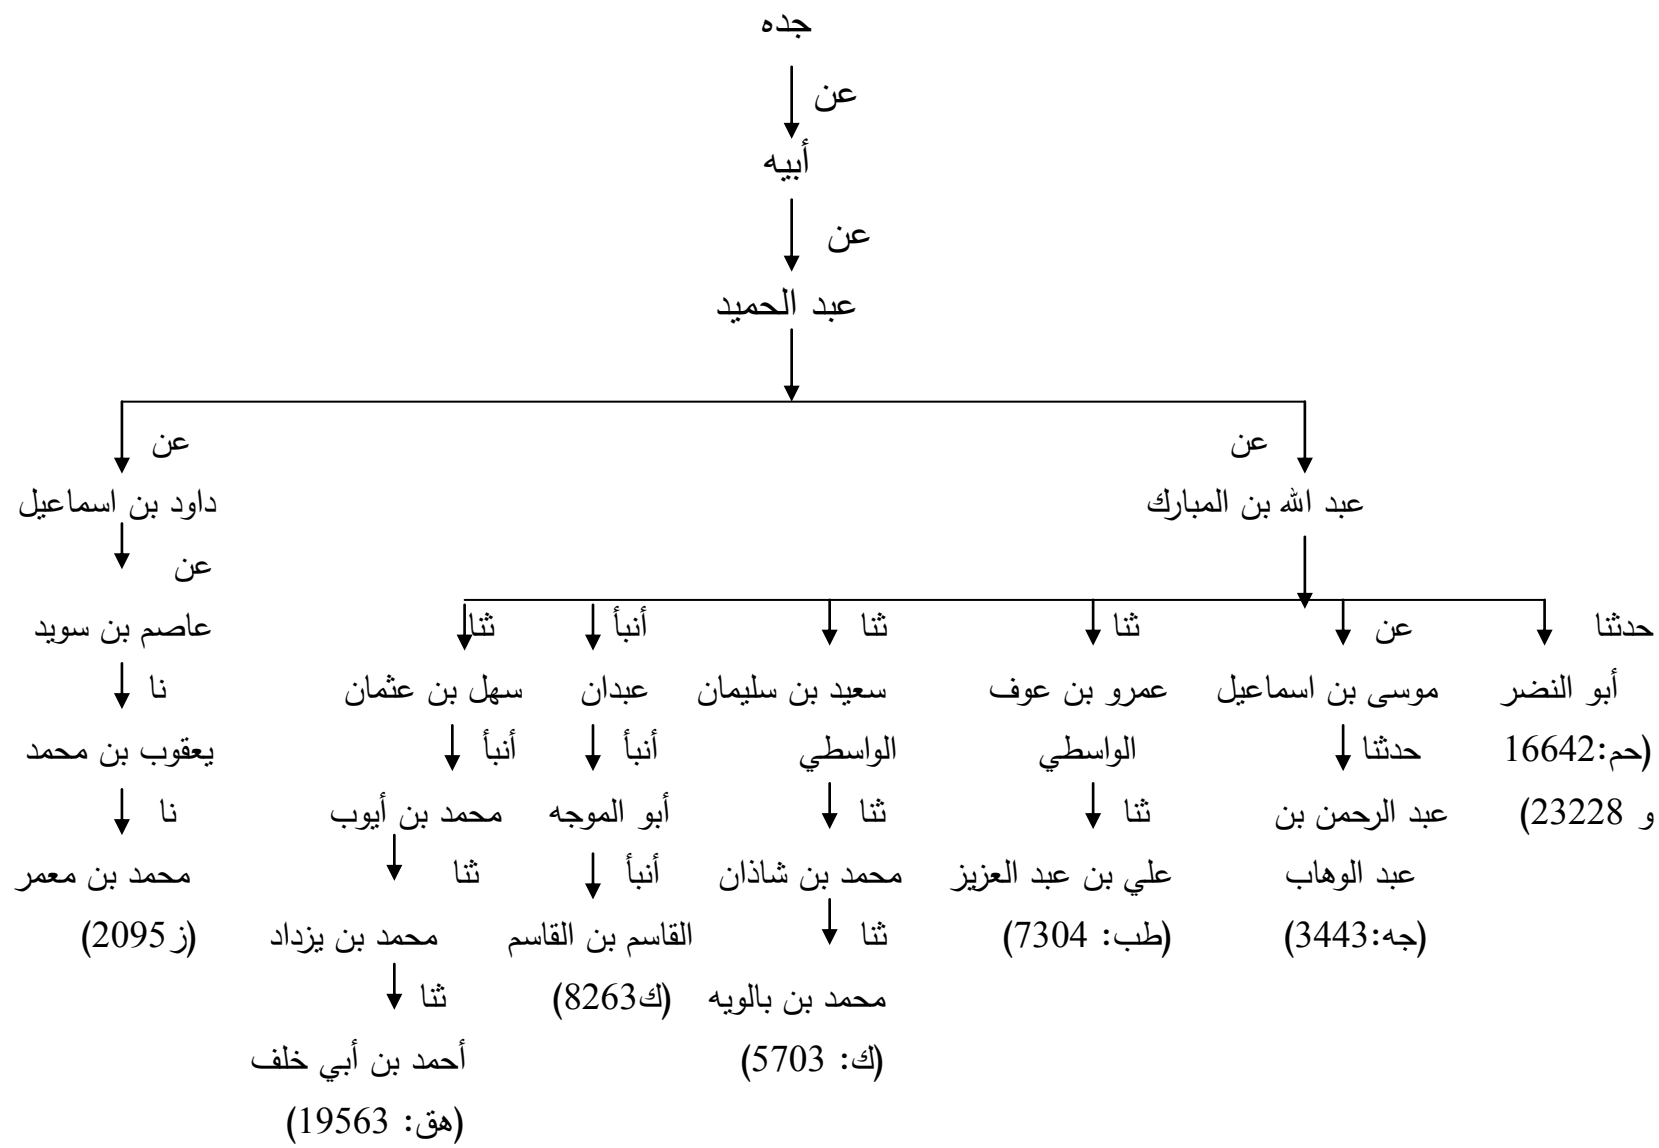 جده
عن
أبيه
عن
عبد الحميد
عن عن
عبد الله بن المبارك داود بن اسماعيل
عن
حدثنا عن ثنا ثنا أنبأ ثنا عاصم بن سويد
أبو النضر موسى بن اسماعيل عمرو بن عوف سعيد بن سليمان عبدان سهل بن عثمان نا
(حم:16642 حدثنا الواسطي الواسطي أنبأ أنبأ يعقوب بن محمد
و 23228) عبد الرحمن بن ثنا ثنا أبو الموجه محمد بن أيوب نا
عبد الوهاب علي بن عبد العزيز محمد بن شاذان أنبأ ثنا محمد بن معمر
(جه:3443) (طب: 7304) ثنا القاسم بن القاسم محمد بن يزداد (ز2095)
محمد بن بالويه (ك8263) ثنا
(ك: 5703) أحمد بن أبي خلف
(هق: 19563)